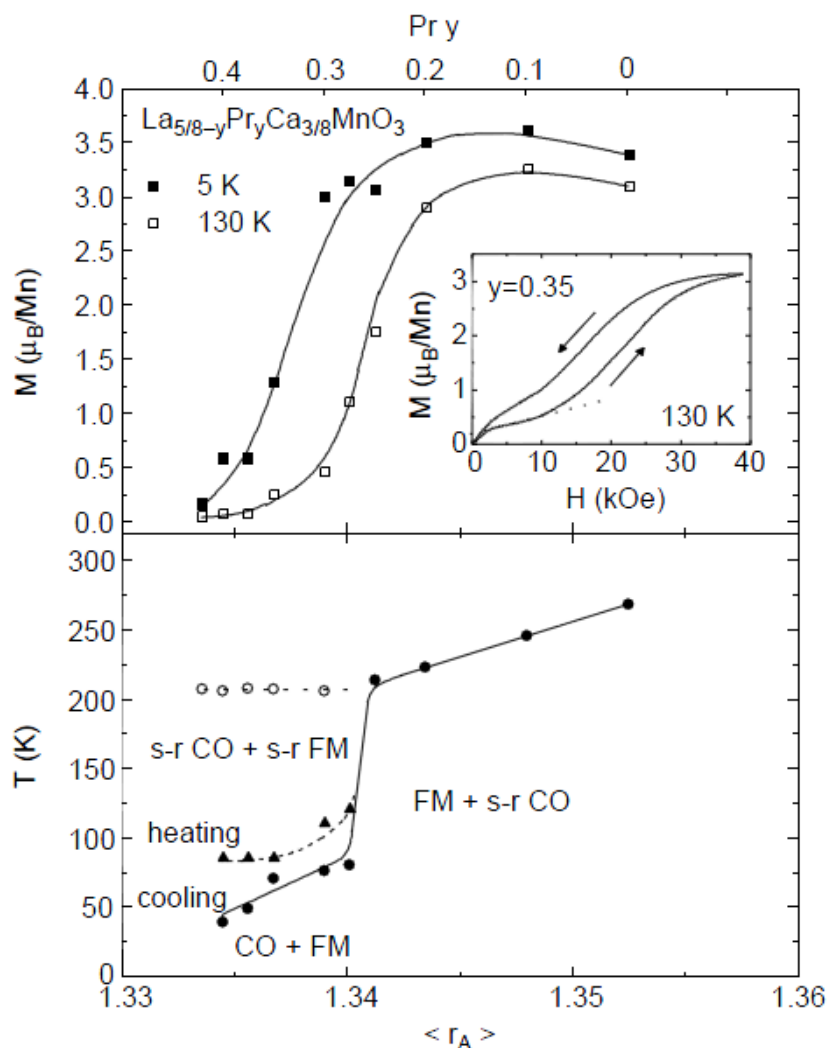 Pr y
0.4 0.3 0.2 0.1 0
4.0
La5/8–yPryCa3/8MnO3
3.5
5 K
3.0
130 K
2.5
2.0
1.5
1.0
0.5
0.0
M (μB/Mn)
y=0.35
3
2
1
0
M (μB/Mn)
130 K
0 10 20 30 40
H (kOe)
300
250
200
150
100
50
0
T (K)
s-r CO + s-r FM
FM + s-r CO
heating
cooling
CO + FM
1.33 1.34 1.35 1.36
< rA >